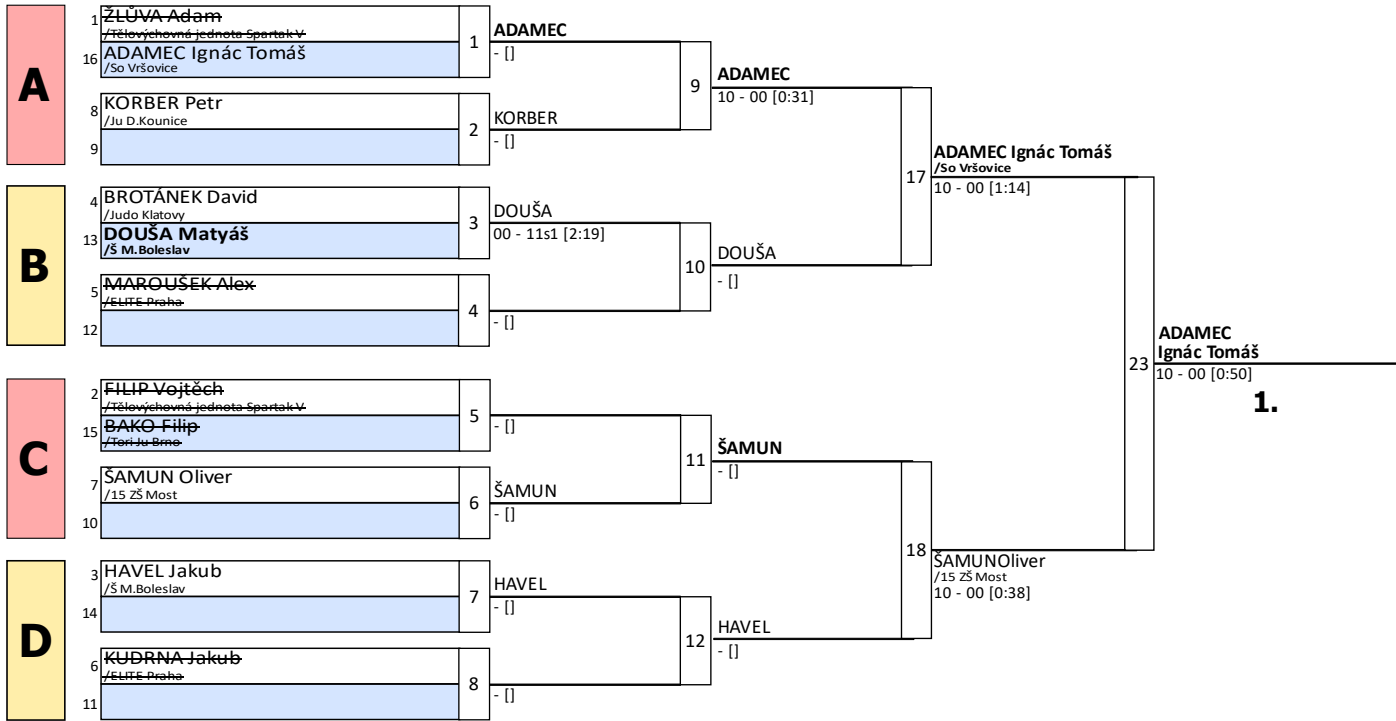 A
1 ŽLŮVA Adam
/Tělovýchovná jednota Spartak V
16 ADAMEC Ignác Tomáš
/So Vršovice
1
ADAMEC
- []
8 KORBER Petr
/Ju D.Kounice
9
2
KORBER
- []
9
ADAMEC
10 - 00 [0:31]
B
4 BROTÁNEK David
/Judo Klatovy
13 DOUŠA Matyáš
/Š M.Boleslav
3
DOUŠA
00 - 11s1 [2:19]
5 MAROUŠEK Alex
/ELITE Praha
12
4
- []
10
DOUŠA
- []
17
ADAMEC Ignác Tomáš
/So Vršovice
10 - 00 [1:14]
C
2 FILIP Vojtěch
/Tělovýchovná jednota Spartak V
15 BAKO Filip
/Tori Ju Brno
5
- []
7 ŠAMUN Oliver
/15 ZŠ Most
10
6
ŠAMUN
- []
11
ŠAMUN
- []
D
3 HAVEL Jakub
/Š M.Boleslav
14
7
HAVEL
- []
6 KUDRNA Jakub
/ELITE Praha
11
8
- []
12
HAVEL
- []
18
ŠAMUNOliver
/15 ZŠ Most
10 - 00 [0:38]
23
ADAMEC
Ignác Tomáš
10 - 00 [0:50]
1.